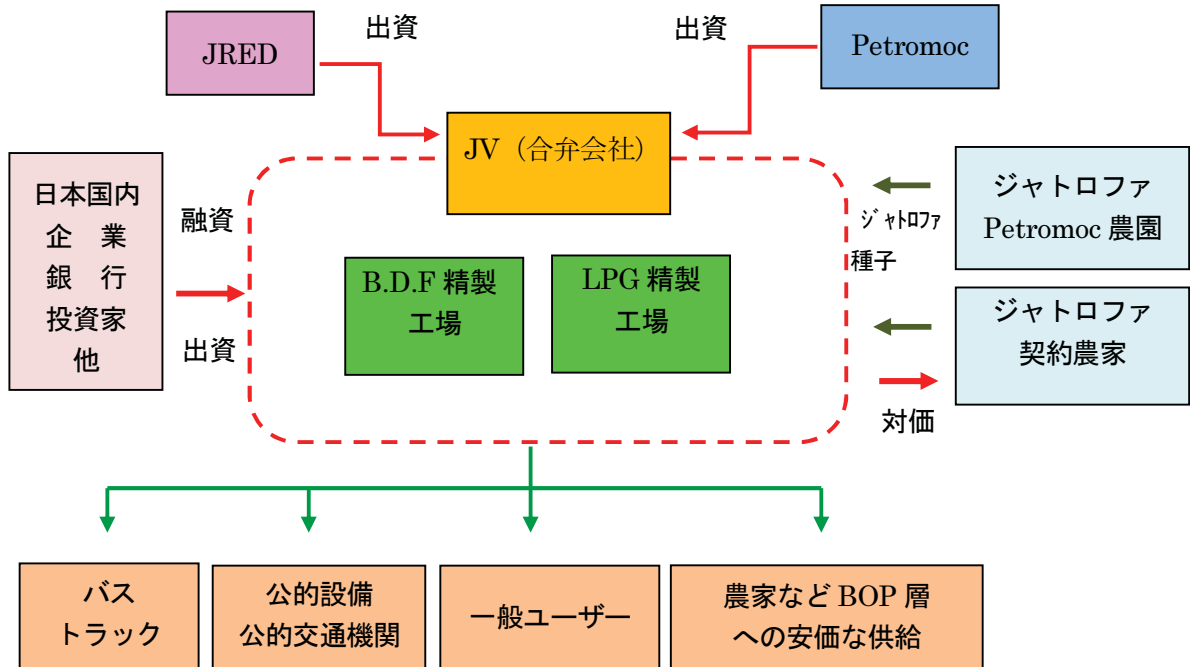 出資
出資
JRED
Petromoc
JV（合弁会社）
日本国内
企　業
銀　行
投資家
他
融資
出資
B.D.F 精製
工場
LPG 精製
工場
ｼﾞｬﾄﾛﾌｧ
種子
ジャトロファ
Petromoc 農園
ジャトロファ
契約農家
対価
バス
トラック
公的設備
公的交通機関
一般ユーザー
農家など BOP 層
への安価な供給